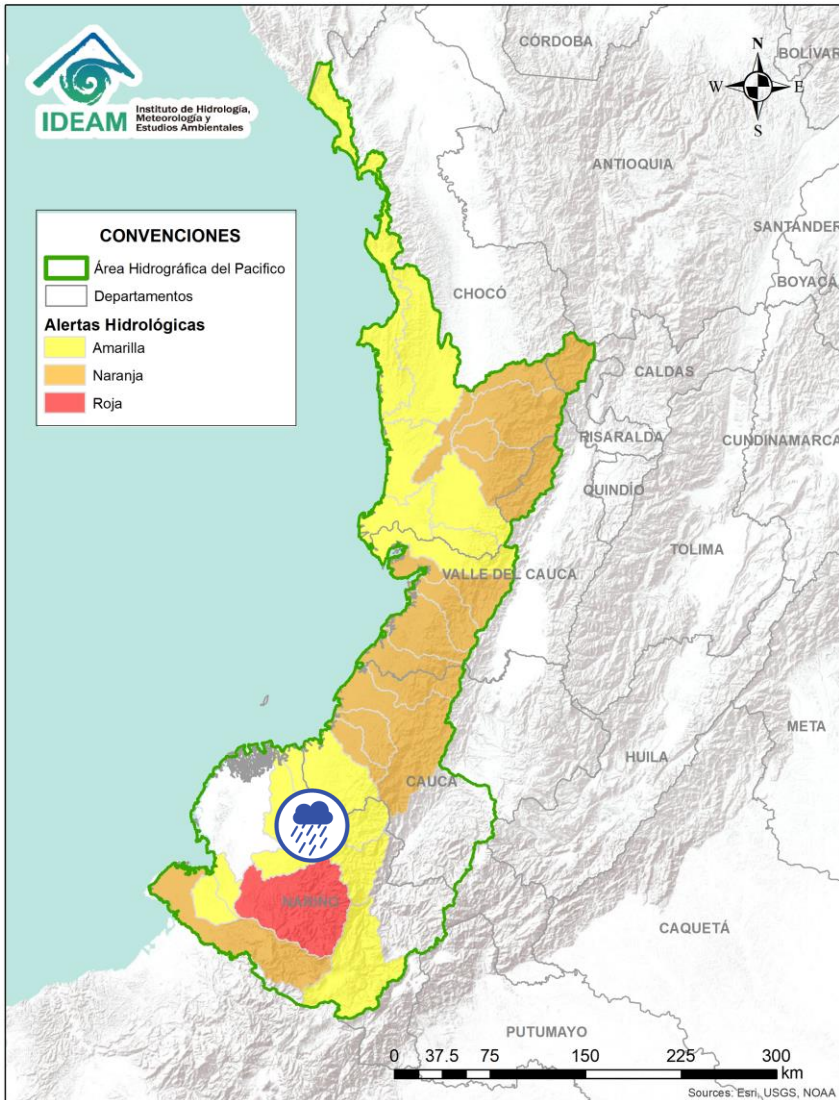 IDEAM
Instituto de Hidrología,
Meteorología y
Estudios Ambientales
N
W
E
S
CÓRDOBA
BOLÍVAR
ANTIOQUIA
SANTANDER
BOYACÁ
CHOCÓ
CALDAS
RISARALDA
CUNDINAMARCA
QUINDÍO
TOLIMA
VALLE DEL CAUCA
META
HUILA
CAUCA
NARIÑO
CAQUETÁ
PUTUMAYO
CONVENCIONES
Área Hidrográfica del Pacifico
Departamentos
Alertas Hidrológicas
Amarilla
Naranja
Roja
0 37.5 75 150 225 300
km
Sources: Esri, USGS, NOAA